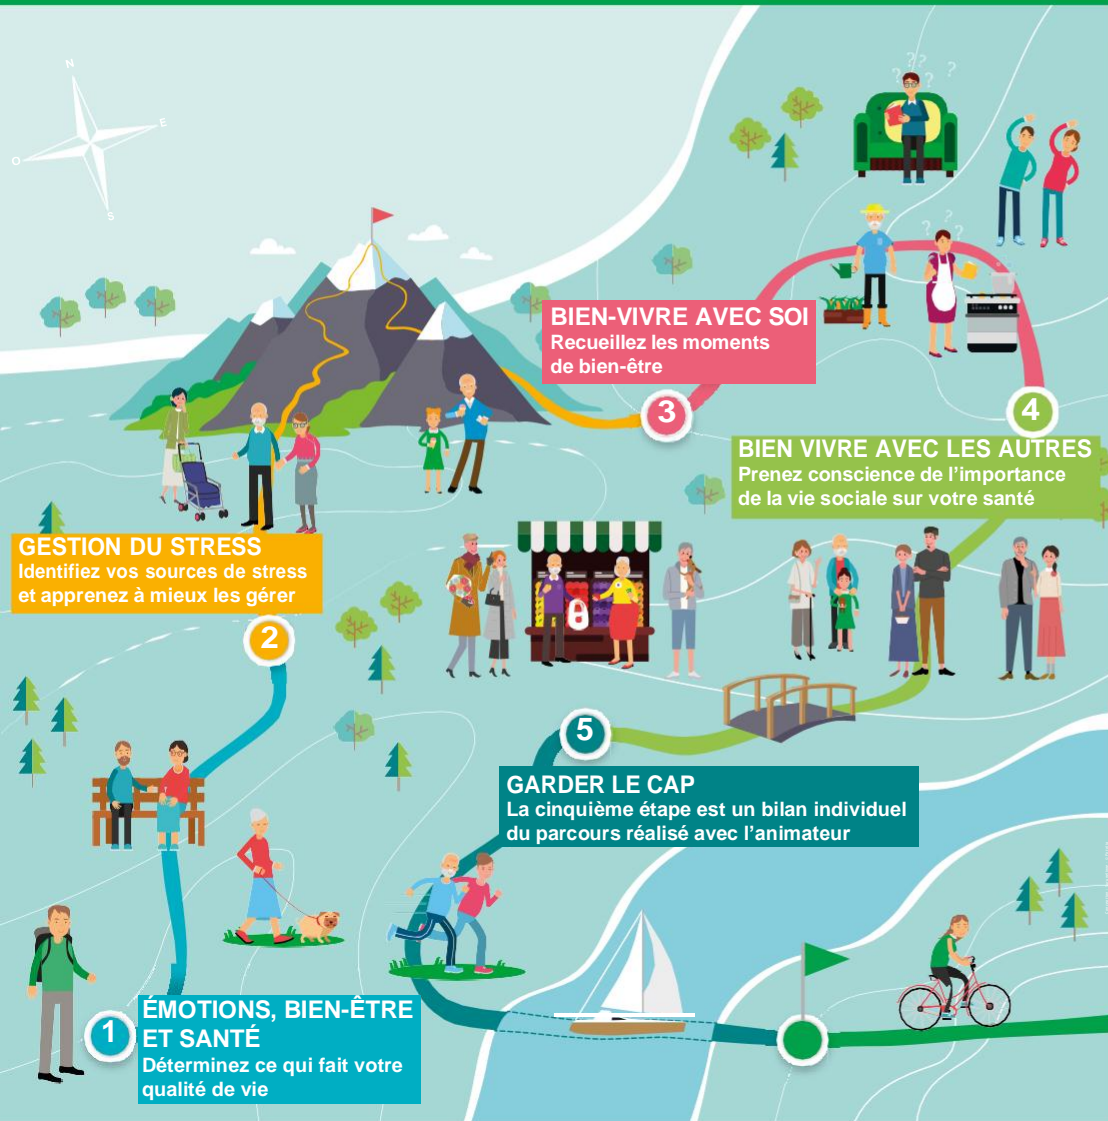 N
E
O
S
? ? ? ? ?
? ? ? ?
BIEN-VIVRE AVEC SOI
Recueillez les moments
de bien-être
3
4
BIEN VIVRE AVEC LES AUTRES
Prenez conscience de l’importance
de la vie sociale sur votre santé
GESTION DU STRESS
Identifiez vos sources de stress
et apprenez à mieux les gérer
2
5
GARDER LE CAP
La cinquième étape est un bilan individuel
du parcours réalisé avec l’animateur
1
ÉMOTIONS, BIEN-ÊTRE
ET SANTÉ
Déterminez ce qui fait votre
qualité de vie